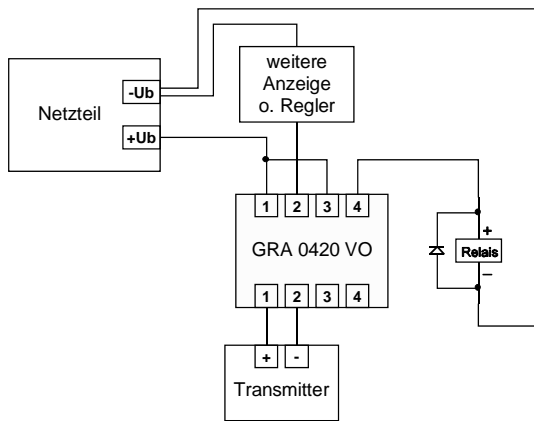 weitere
Anzeige
o. Regler
-Ub
Netzteil
+Ub
1 2 3 4
GRA 0420 VO
+
Relais
–
1 2 3 4
+ -
Transmitter